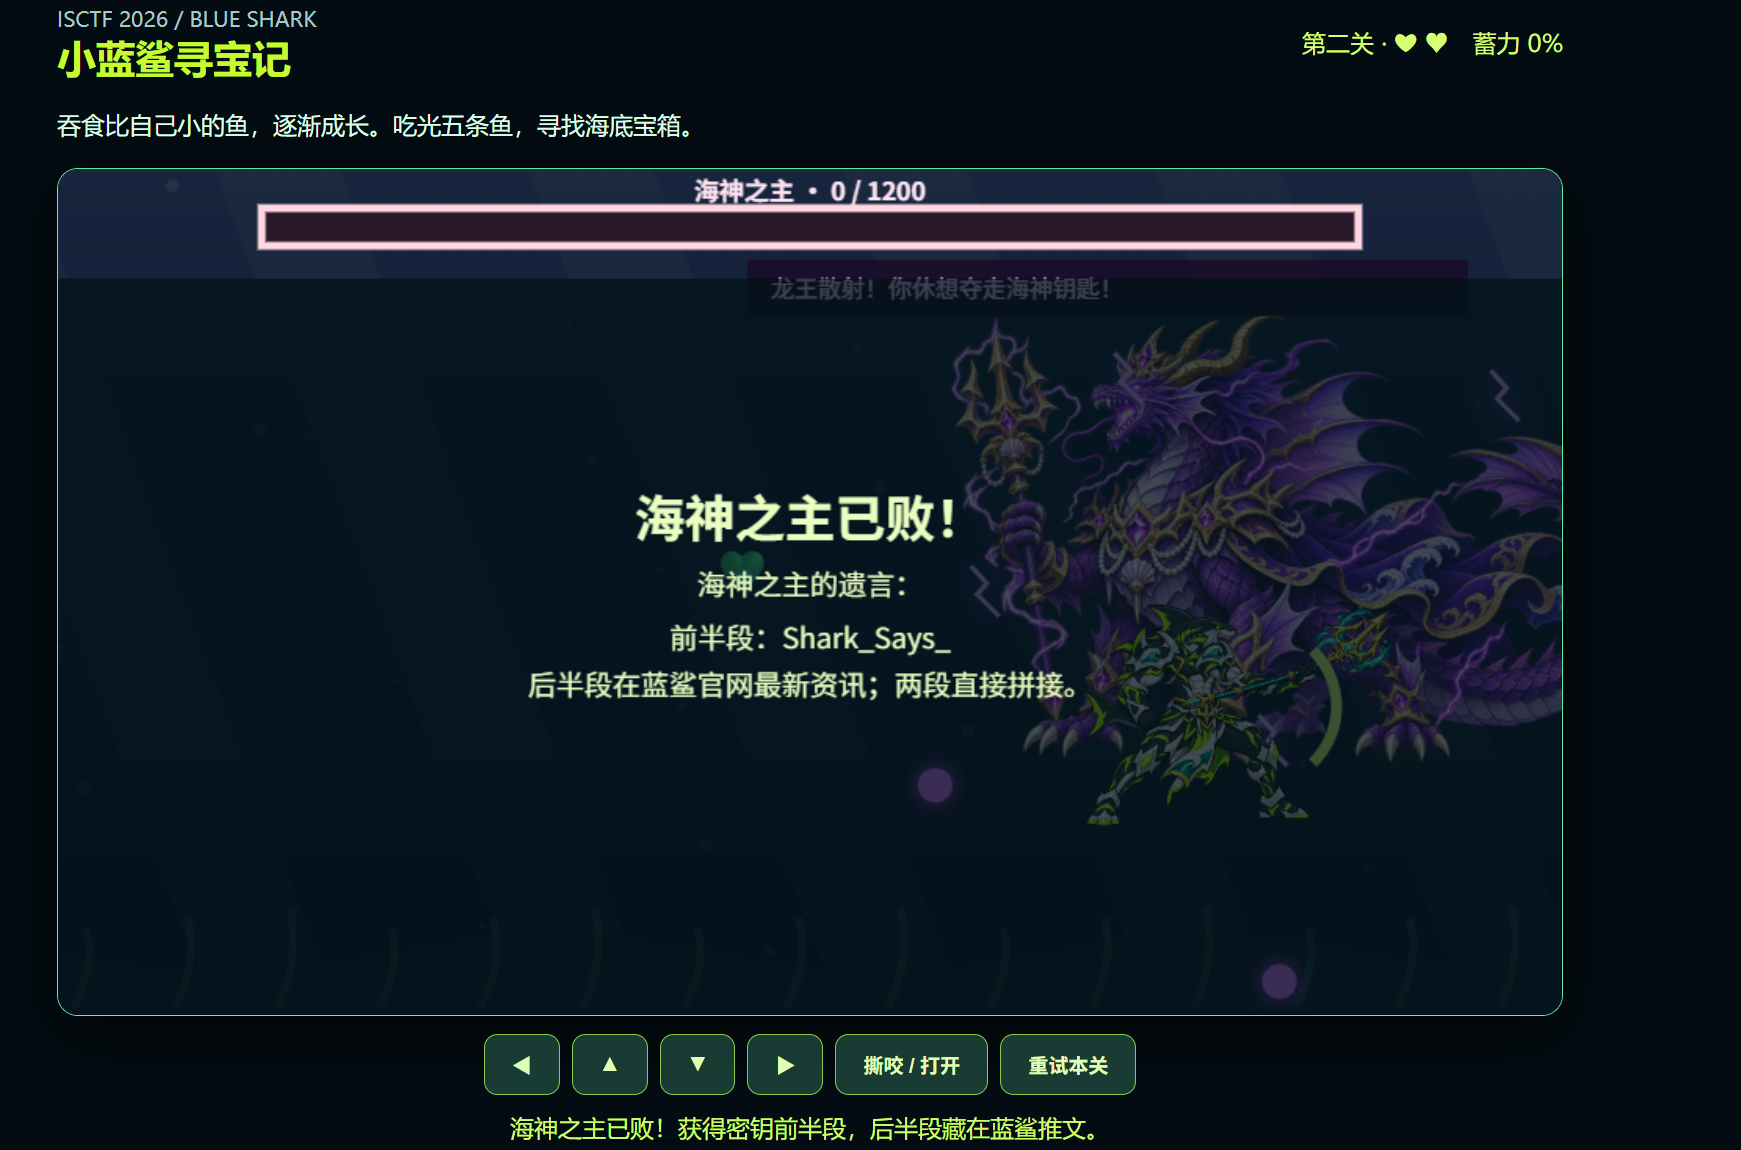 ISCTF 2026 / BLUE SHARK
小蓝鲨寻宝记
第二关 · ♥ ♥ 蓄力 0%
吞食比自己小的鱼，逐渐成长。吃光五条鱼，寻找海底宝箱。
海神之主 · 0 / 1200
龙王散射！你休想夺走海神钥匙！
海神之主已败！
海神之主的遗言：
前半段：Shark_Says_
后半段在蓝鲨官网最新资讯；两段直接拼接。
◀ ▲ ▼ ▶ 撕咬 / 打开 重试本关
海神之主已败！获得密钥前半段，后半段藏在蓝鲨推文。